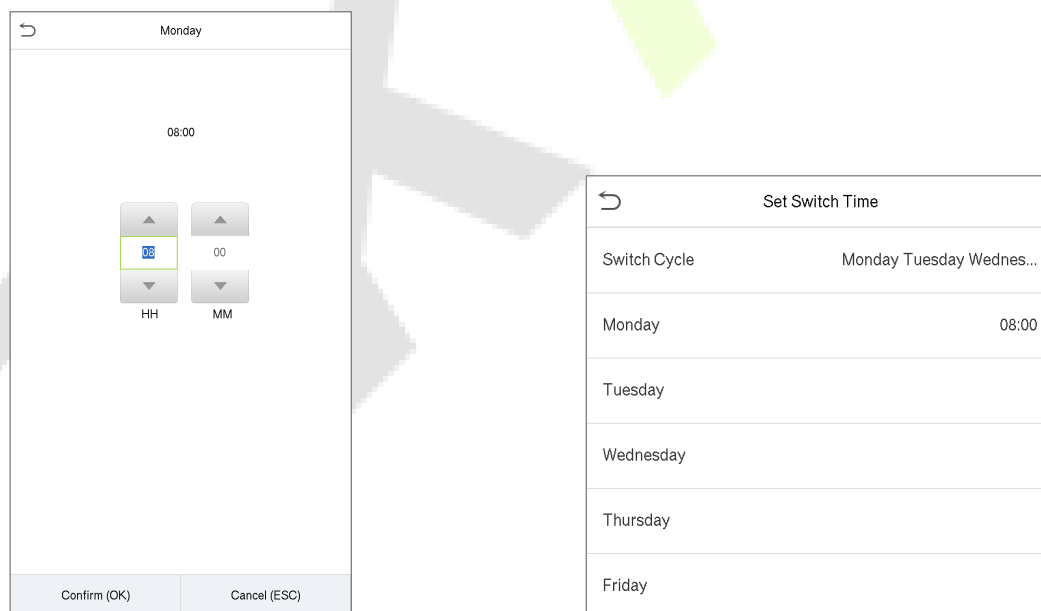 Monday
08:00
08 00
HH MM
Confirm (OK) Cancel (ESC)
Set Switch Time
Switch Cycle Monday Tuesday Wednes...
Monday 08:00
Tuesday
Wednesday
Thursday
Friday